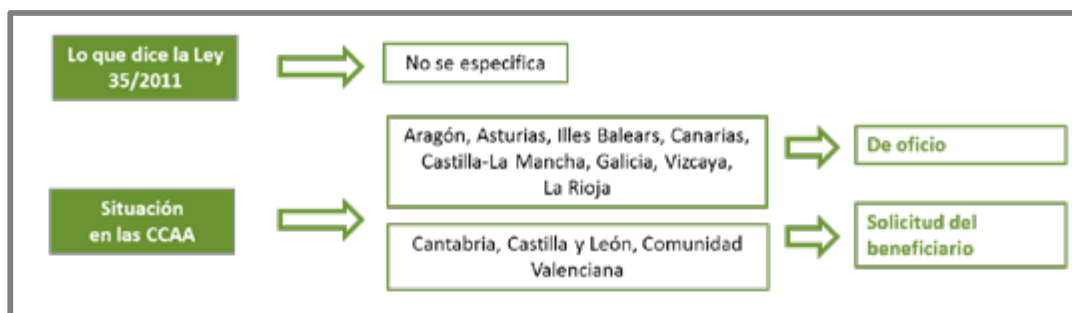 Lo que dice la Ley
35/2011
No se especifica
Aragón, Asturias, Illes Balears, Canarias,
Castilla-La Mancha, Galicia, Vizcaya,
La Rioja
De oficio
Situación
en las CCAA
Cantabria, Castilla y León, Comunidad
Valenciana
Solicitud del
beneficiario